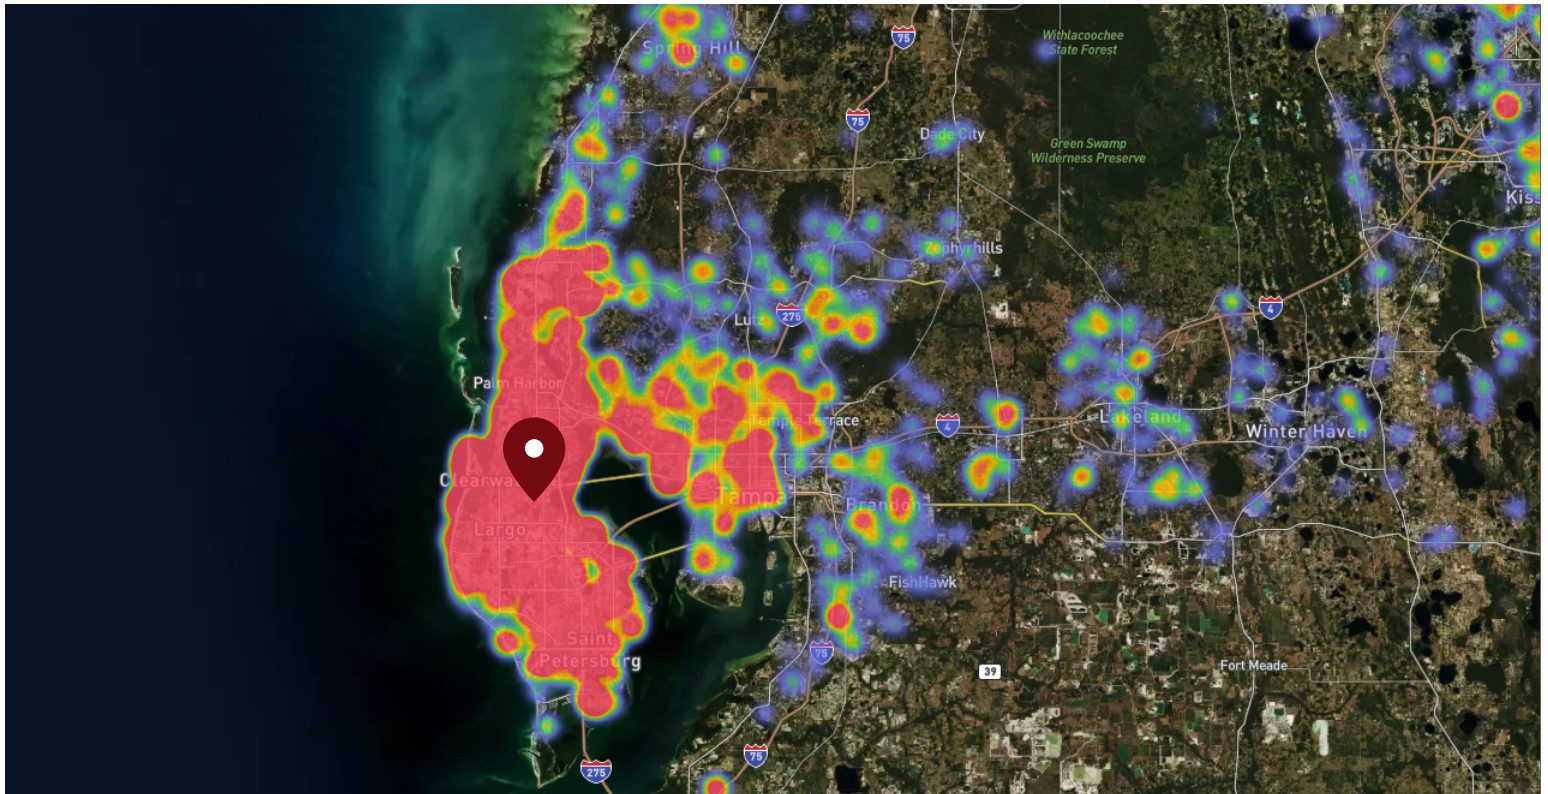 75
Withlacoochee
State Forest
Spring Hill
75
Dade City
Green Swamp
Wilderness Preserve
Kiss
Zephyrhills
Lutz
275
4
Palm Harbor
Temple Terrace
4
Lakeland
Winter Haven
Clearwa
Tampa
Brandon
Largo
FishHawk
Saint
Petersburg
75
39
Fort Meade
75
275